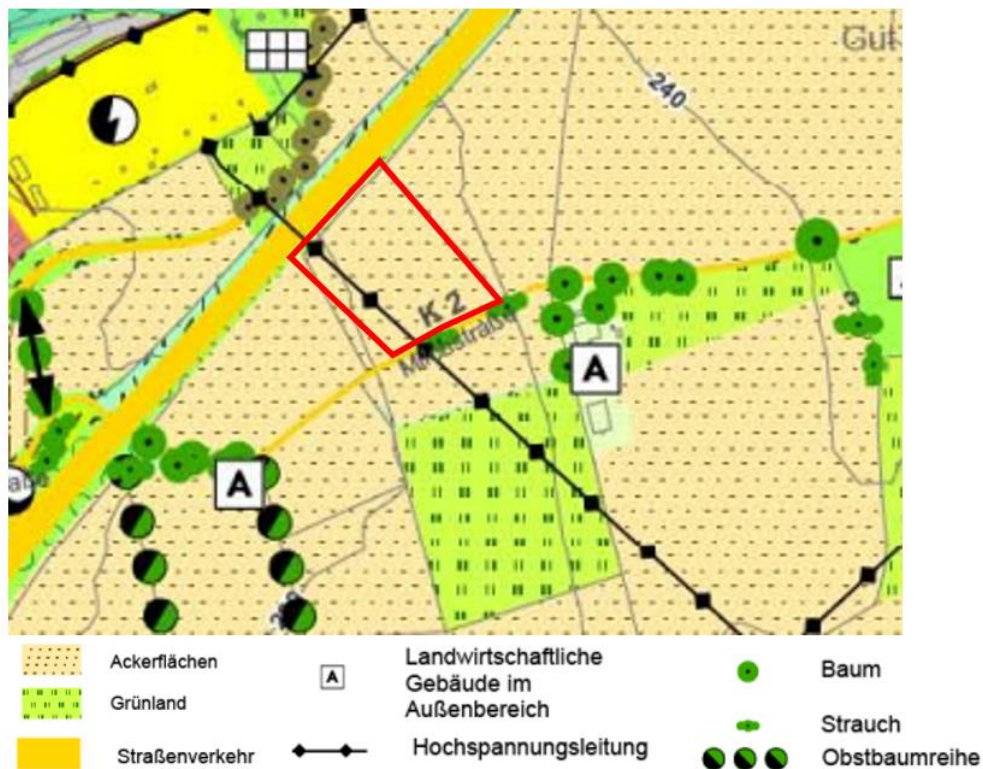 Gut
240
K 2
A
A
Ackerflächen
Grünland
Straßenverkehr
A
Landwirtschaftliche
Gebäude im
Außenbereich
Hochspannungsleitung
Baum
Strauch
Obstbaumreihe